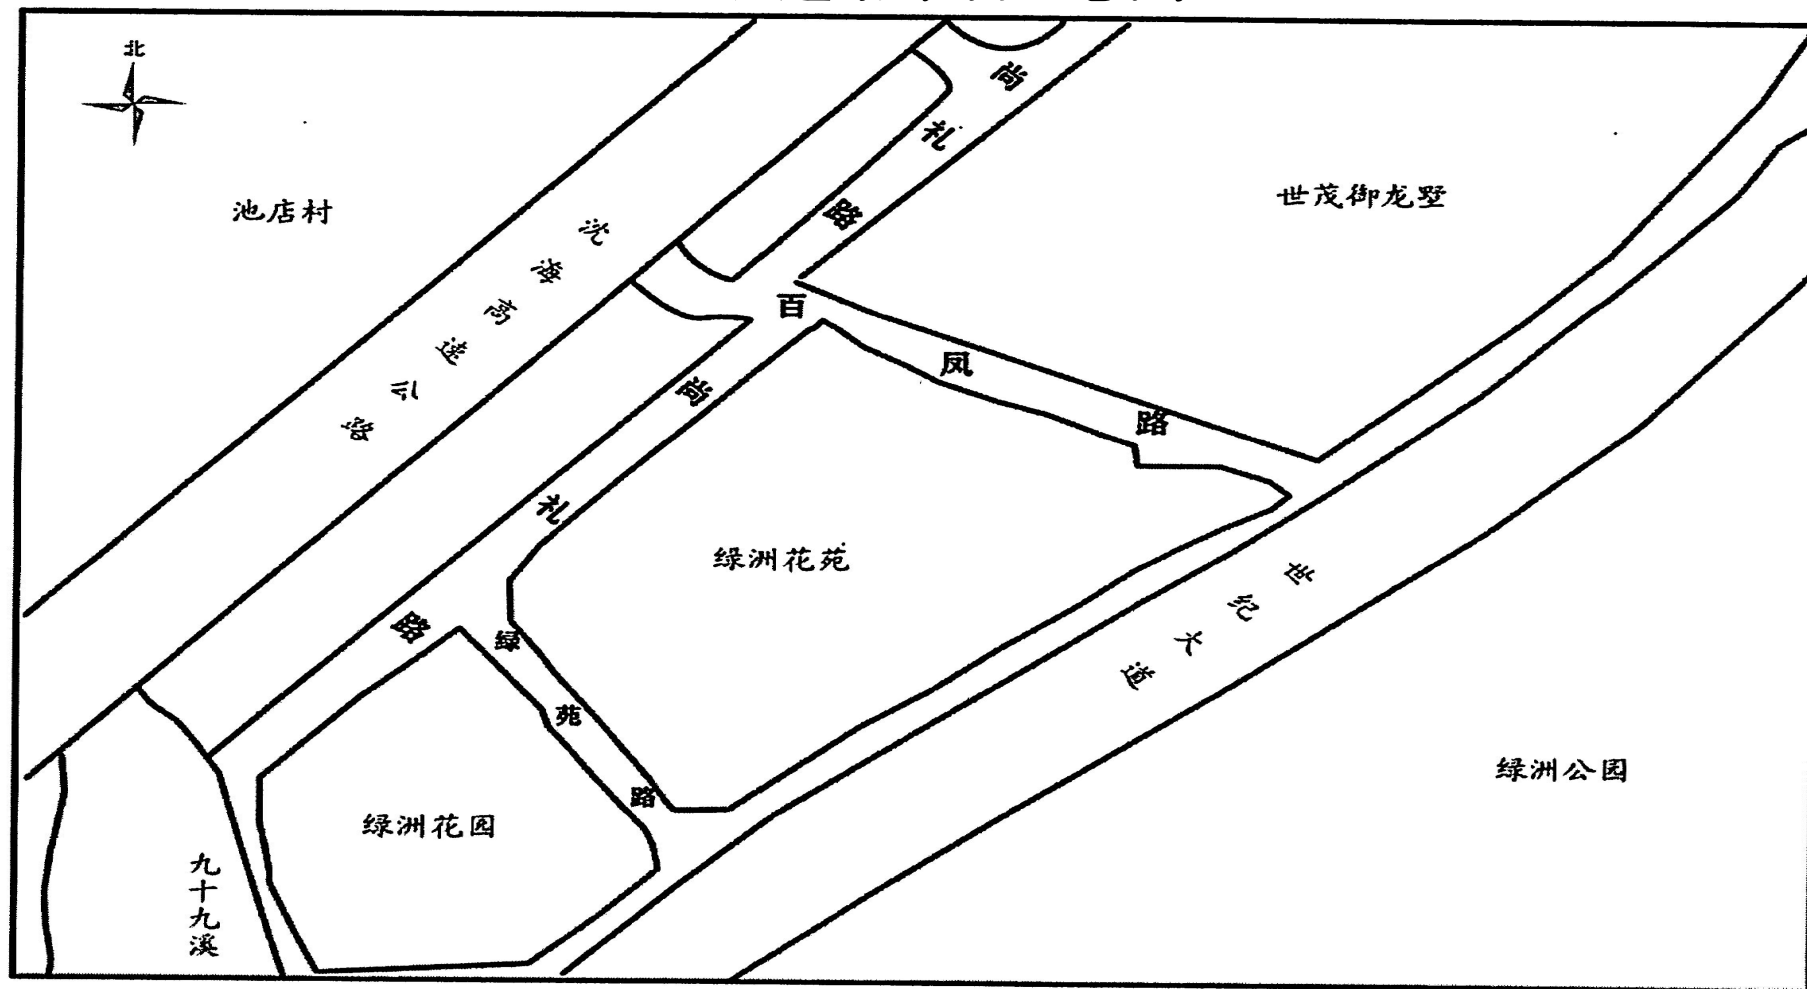 北
尚礼路
池店村
世茂御龙墅
沈海高速公路
百凤路
尚礼路
绿洲花苑
绿苑路
世纪大道
绿洲公园
绿洲花园
九十九溪